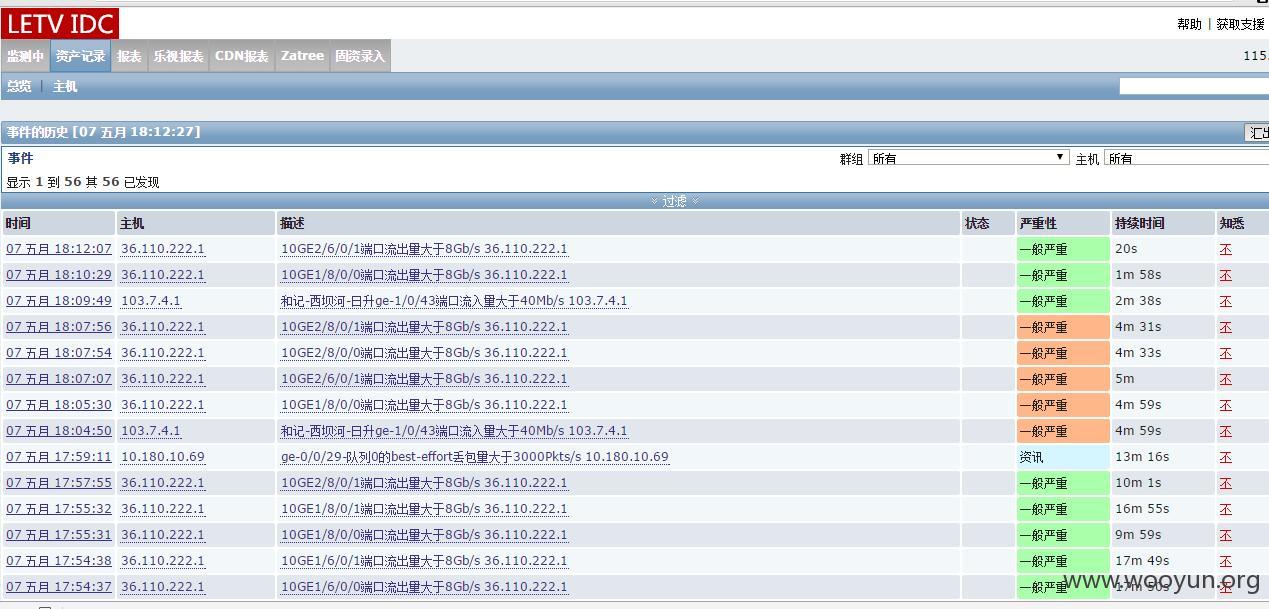 LETV IDC
帮助 | 获取支援
监测中 资产记录 报表 乐视报表 CDN报表 Zatree 固资录入
115.
总览 | 主机
事件的历史 [07 五月 18:12:27]
汇出
事件 群组 所有 主机 所有
显示 1 到 56 其 56 已发现
过滤
时间 主机 描述 状态 严重性 持续时间 知悉
07 五月 18:12:07 36.110.222.1 10GE2/6/0/1端口流出量大于8Gb/s 36.110.222.1 一般严重 20s 不
07 五月 18:10:29 36.110.222.1 10GE1/8/0/0端口流出量大于8Gb/s 36.110.222.1 一般严重 1m 58s 不
07 五月 18:09:49 103.7.4.1 和记-西坝河-日升ge-1/0/43端口流入量大于40Mb/s 103.7.4.1 一般严重 2m 38s 不
07 五月 18:07:56 36.110.222.1 10GE2/8/0/1端口流出量大于8Gb/s 36.110.222.1 一般严重 4m 31s 不
07 五月 18:07:54 36.110.222.1 10GE2/8/0/0端口流出量大于8Gb/s 36.110.222.1 一般严重 4m 33s 不
07 五月 18:07:07 36.110.222.1 10GE2/6/0/1端口流出量大于8Gb/s 36.110.222.1 一般严重 5m 不
07 五月 18:05:30 36.110.222.1 10GE1/8/0/0端口流出量大于8Gb/s 36.110.222.1 一般严重 4m 59s 不
07 五月 18:04:50 103.7.4.1 和记-西坝河-日升ge-1/0/43端口流入量大于40Mb/s 103.7.4.1 一般严重 4m 59s 不
07 五月 17:59:11 10.180.10.69 ge-0/0/29-队列0的best-effort丢包量大于3000Pkts/s 10.180.10.69 资讯 13m 16s 不
07 五月 17:57:55 36.110.222.1 10GE2/8/0/1端口流出量大于8Gb/s 36.110.222.1 一般严重 10m 1s 不
07 五月 17:55:32 36.110.222.1 10GE1/8/0/1端口流出量大于8Gb/s 36.110.222.1 一般严重 16m 55s 不
07 五月 17:55:31 36.110.222.1 10GE1/8/0/0端口流出量大于8Gb/s 36.110.222.1 一般严重 9m 59s 不
07 五月 17:54:38 36.110.222.1 10GE1/6/0/1端口流出量大于8Gb/s 36.110.222.1 一般严重 17m 49s 不
07 五月 17:54:37 36.110.222.1 10GE1/6/0/0端口流出量大于8Gb/s 36.110.222.1 一般严重 17m 50s 不
www.wooyun.org